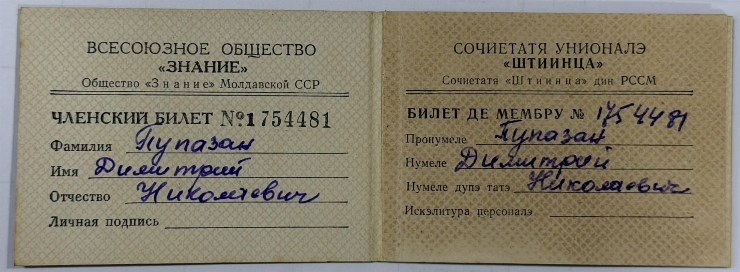 ВСЕСОЮЗНОЕ ОБЩЕСТВО
«ЗНАНИЕ»
Общество «Знание» Молдавской ССР
ЧЛЕНСКИЙ БИЛЕТ №1754481
Фамилия Пупазан
Имя Димитрий
Отчество Николаевич
Личная подпись
СОЧИЕТАТЯ УНИОНАЛЭ
«ШТИИНЦА»
Сочиетатя «Штиинца» дин РССМ
БИЛЕТ ДЕ МЕМБРУ № 1754481
Пронумеле Пупазан
Нумеле Димитрий
Нумеле дупэ татэ Николаевич
Искэлитура персоналэ